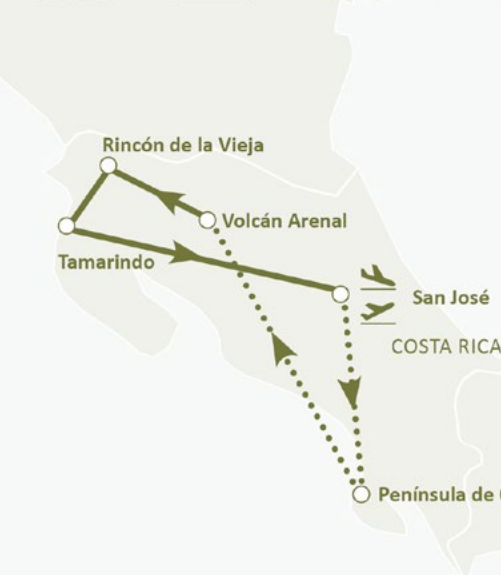 Rincón de la Vieja
Volcán Arenal
Tamarindo
San José
COSTA RICA
Península de